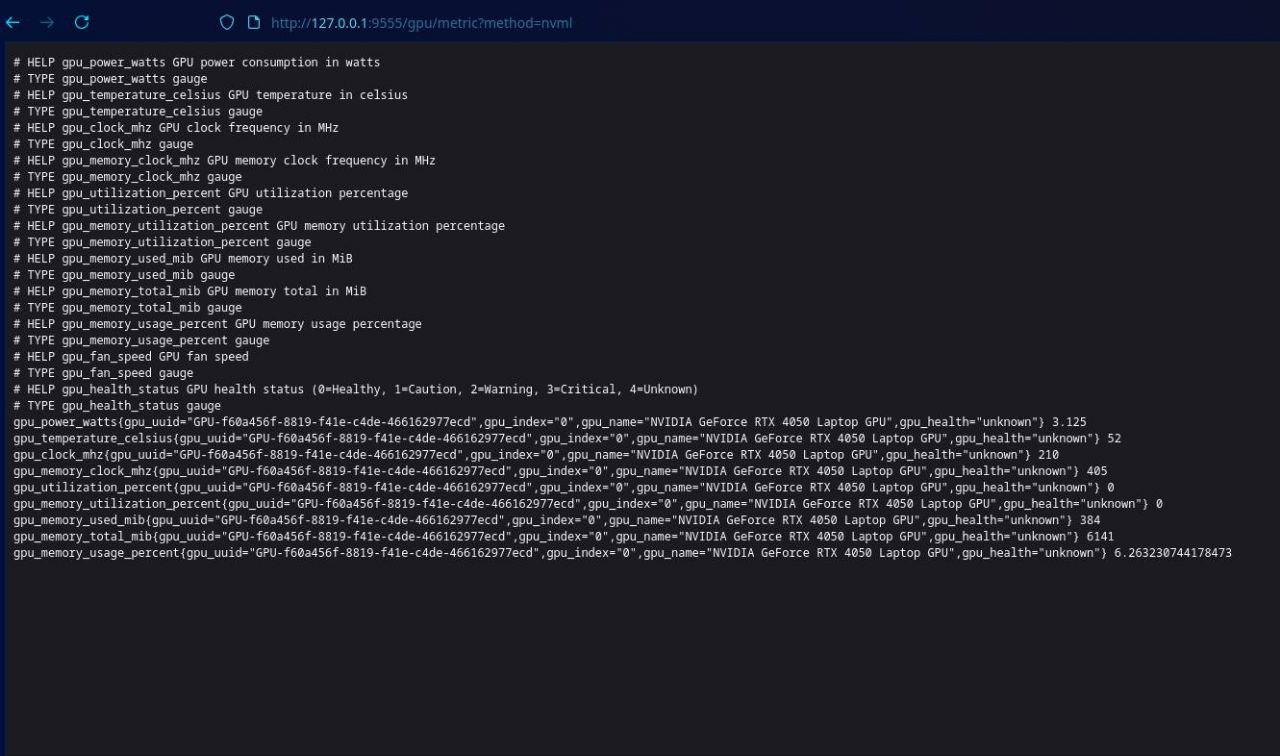 http://127.0.0.1:9555/gpu/metric?method=nvml
# HELP gpu_power_watts GPU power consumption in watts
# TYPE gpu_power_watts gauge
# HELP gpu_temperature_celsius GPU temperature in celsius
# TYPE gpu_temperature_celsius gauge
# HELP gpu_clock_mhz GPU clock frequency in MHz
# TYPE gpu_clock_mhz gauge
# HELP gpu_memory_clock_mhz GPU memory clock frequency in MHz
# TYPE gpu_memory_clock_mhz gauge
# HELP gpu_utilization_percent GPU utilization percentage
# TYPE gpu_utilization_percent gauge
# HELP gpu_memory_utilization_percent GPU memory utilization percentage
# TYPE gpu_memory_utilization_percent gauge
# HELP gpu_memory_used_mib GPU memory used in MiB
# TYPE gpu_memory_used_mib gauge
# HELP gpu_memory_total_mib GPU memory total in MiB
# TYPE gpu_memory_total_mib gauge
# HELP gpu_memory_usage_percent GPU memory usage percentage
# TYPE gpu_memory_usage_percent gauge
# HELP gpu_fan_speed GPU fan speed
# TYPE gpu_fan_speed gauge
# HELP gpu_health_status GPU health status (0=Healthy, 1=Caution, 2=Warning, 3=Critical, 4=Unknown)
# TYPE gpu_health_status gauge
gpu_power_watts{gpu_uuid="GPU-f60a456f-8819-f41e-c4de-466162977ecd",gpu_index="0",gpu_name="NVIDIA GeForce RTX 4050 Laptop GPU",gpu_health="unknown"} 3.125
gpu_temperature_celsius{gpu_uuid="GPU-f60a456f-8819-f41e-c4de-466162977ecd",gpu_index="0",gpu_name="NVIDIA GeForce RTX 4050 Laptop GPU",gpu_health="unknown"} 52
gpu_clock_mhz{gpu_uuid="GPU-f60a456f-8819-f41e-c4de-466162977ecd",gpu_index="0",gpu_name="NVIDIA GeForce RTX 4050 Laptop GPU",gpu_health="unknown"} 210
gpu_memory_clock_mhz{gpu_uuid="GPU-f60a456f-8819-f41e-c4de-466162977ecd",gpu_index="0",gpu_name="NVIDIA GeForce RTX 4050 Laptop GPU",gpu_health="unknown"} 405
gpu_utilization_percent{gpu_uuid="GPU-f60a456f-8819-f41e-c4de-466162977ecd",gpu_index="0",gpu_name="NVIDIA GeForce RTX 4050 Laptop GPU",gpu_health="unknown"} 0
gpu_memory_utilization_percent{gpu_uuid="GPU-f60a456f-8819-f41e-c4de-466162977ecd",gpu_index="0",gpu_name="NVIDIA GeForce RTX 4050 Laptop GPU",gpu_health="unknown"} 0
gpu_memory_used_mib{gpu_uuid="GPU-f60a456f-8819-f41e-c4de-466162977ecd",gpu_index="0",gpu_name="NVIDIA GeForce RTX 4050 Laptop GPU",gpu_health="unknown"} 384
gpu_memory_total_mib{gpu_uuid="GPU-f60a456f-8819-f41e-c4de-466162977ecd",gpu_index="0",gpu_name="NVIDIA GeForce RTX 4050 Laptop GPU",gpu_health="unknown"} 6141
gpu_memory_usage_percent{gpu_uuid="GPU-f60a456f-8819-f41e-c4de-466162977ecd",gpu_index="0",gpu_name="NVIDIA GeForce RTX 4050 Laptop GPU",gpu_health="unknown"} 6.263230744178473